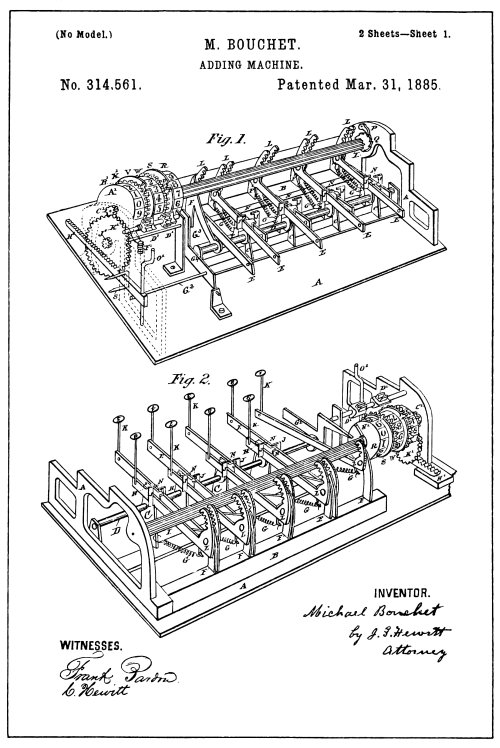 (No Model.)
2 Sheets—Sheet 1.
M. BOUCHET.
ADDING MACHINE.
No. 314,561.
Patented Mar. 31, 1885.
Fig. 1.
Fig. 2.
INVENTOR.
Michael Bouchet
by J. F. Hewitt
Attorney
WITNESSES.
Frank Pardon
C. Hewitt